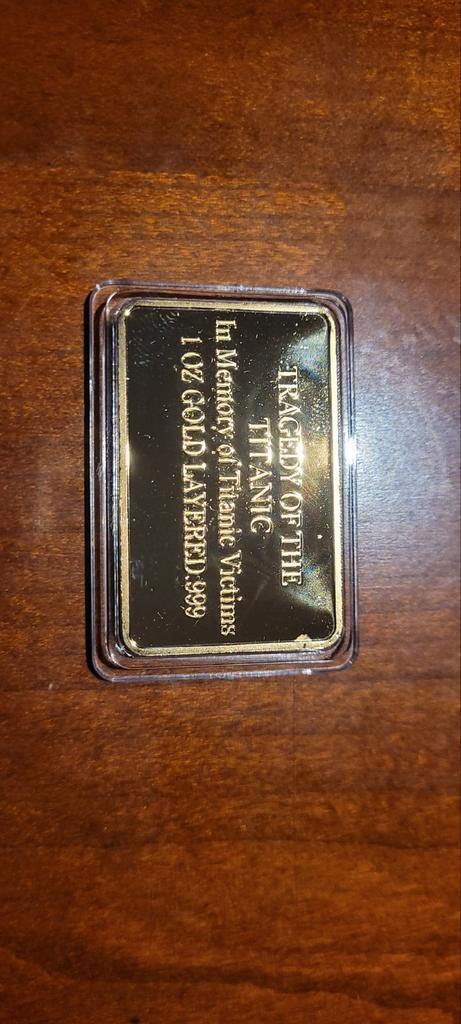 TRAGEDY OF THE
TITANIC
In Memory of Titanic Victims
1 OZ GOLD LAYERED .999